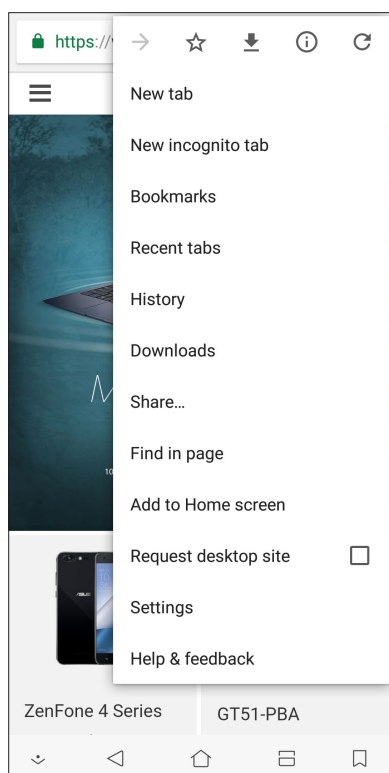 https://
New tab
New incognito tab
Bookmarks
Recent tabs
History
Downloads
Share...
Find in page
Add to Home screen
Request desktop site
Settings
Help & feedback
ASUS
ZenFone 4 Series
GT51-PBA